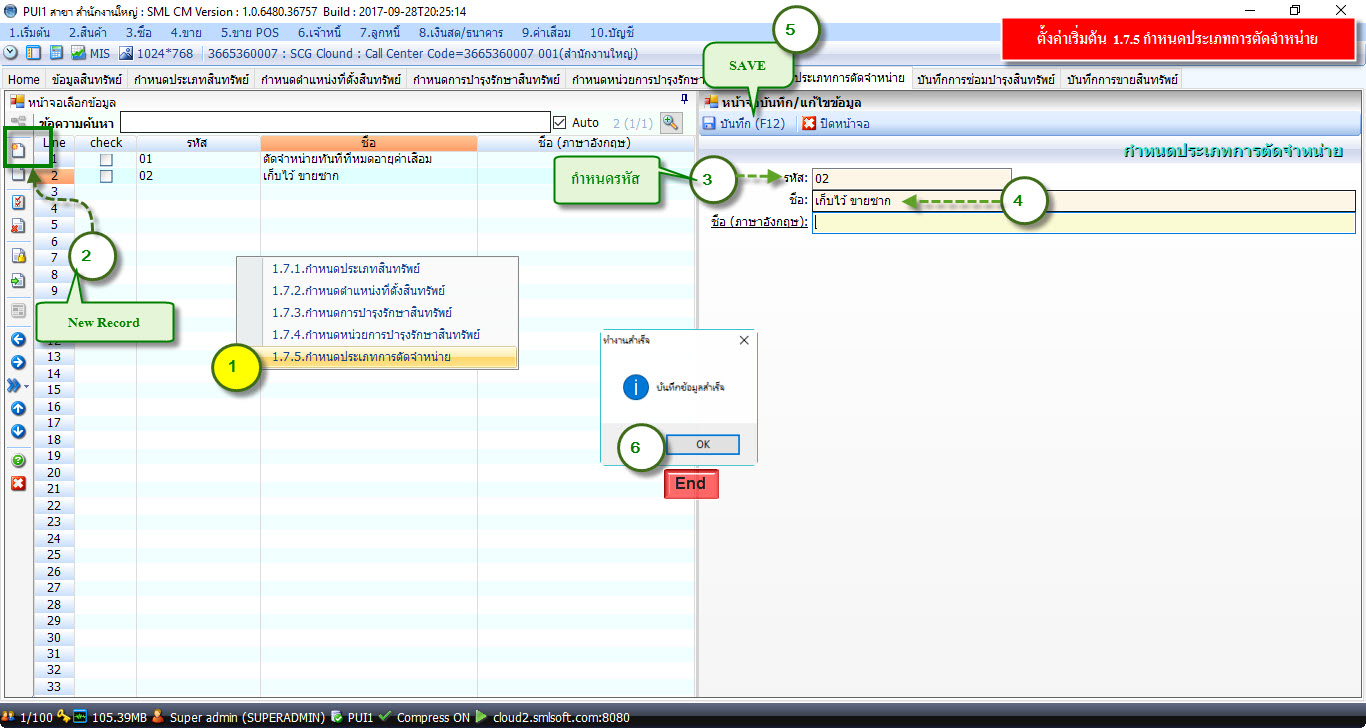 PUI1 สาขา สำนักงานใหญ่ : SML CM Version : 1.0.6480.36757 Build : 2017-09-28T20:25:14
1.เริ่มต้น 2.สินค้า 3.ซื้อ 4.ขาย 5.ขาย POS 6.เจ้าหนี้ 7.ลูกหนี้ 8.เงินสด/ธนาคาร 9.ค่าเสื่อม 10.บัญชี
MIS 1024*768 3665360007 : SCG Clound : Call Center Code=3665360007 001(สำนักงานใหญ่)
ตั้งค่าเริ่มต้น 1.7.5 กำหนดประเภทการตัดจำหน่าย
5
SAVE
Home ข้อมูลสินทรัพย์ กำหนดประเภทสินทรัพย์ กำหนดตำแหน่งที่ตั้งสินทรัพย์ กำหนดการบำรุงรักษาสินทรัพย์ กำหนดหน่วยการบำรุงรักษา ประเภทการตัดจำหน่าย บันทึกการซ่อมบำรุงสินทรัพย์ บันทึกการขายสินทรัพย์
หน้าจอเลือกข้อมูล
ข้อความค้นหา Auto 2 (1/1)
Line check รหัส ชื่อ ชื่อ (ภาษาอังกฤษ)
1 01 ตัดจำหน่ายทันทีที่หมดอายุค่าเสื่อม
2 02 เก็บไว้ ขายซาก
3
4
5
6
7
8
9
12
13
14
15
16
17
18
19
20
21
22
23
24
25
26
27
28
29
30
31
32
33
2
New Record
1.7.1.กำหนดประเภทสินทรัพย์
1.7.2.กำหนดตำแหน่งที่ตั้งสินทรัพย์
1.7.3.กำหนดการบำรุงรักษาสินทรัพย์
1.7.4.กำหนดหน่วยการบำรุงรักษาสินทรัพย์
1.7.5.กำหนดประเภทการตัดจำหน่าย
1
หน้าจอบันทึก/แก้ไขข้อมูล
บันทึก (F12) ปิดหน้าจอ
กำหนดประเภทการตัดจำหน่าย
กำหนดรหัส
3
รหัส: 02
ชื่อ: เก็บไว้ ขายซาก
4
ชื่อ (ภาษาอังกฤษ):
ทำงานสำเร็จ
บันทึกข้อมูลสำเร็จ
6
OK
End
1/100 105.39MB Super admin (SUPERADMIN) PUI1 Compress ON cloud2.smlsoft.com:8080